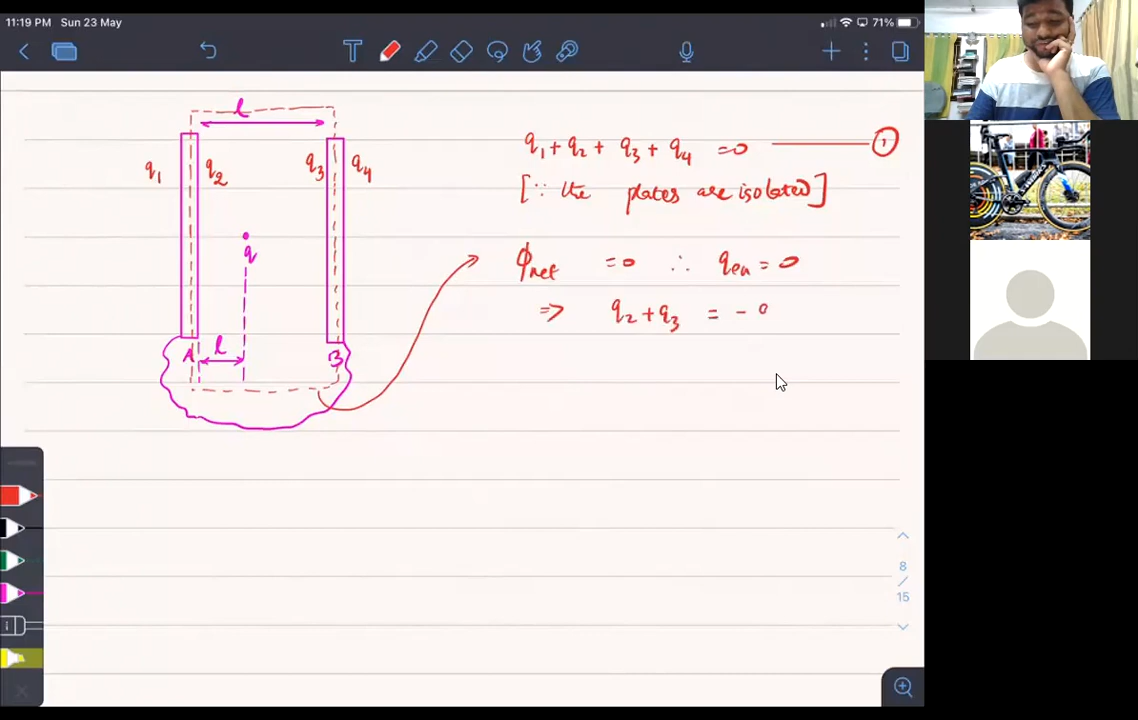 11:19 PM Sun 23 May
71%
T
l
q1 q2 q3 q4
q
A l B
q1 + q2 + q3 + q4 = 0 ——— ①
[∵ the plates are isolated]
ϕnet = 0 ∴ qen = 0
⇒ q2 + q3 = -
8
/
15